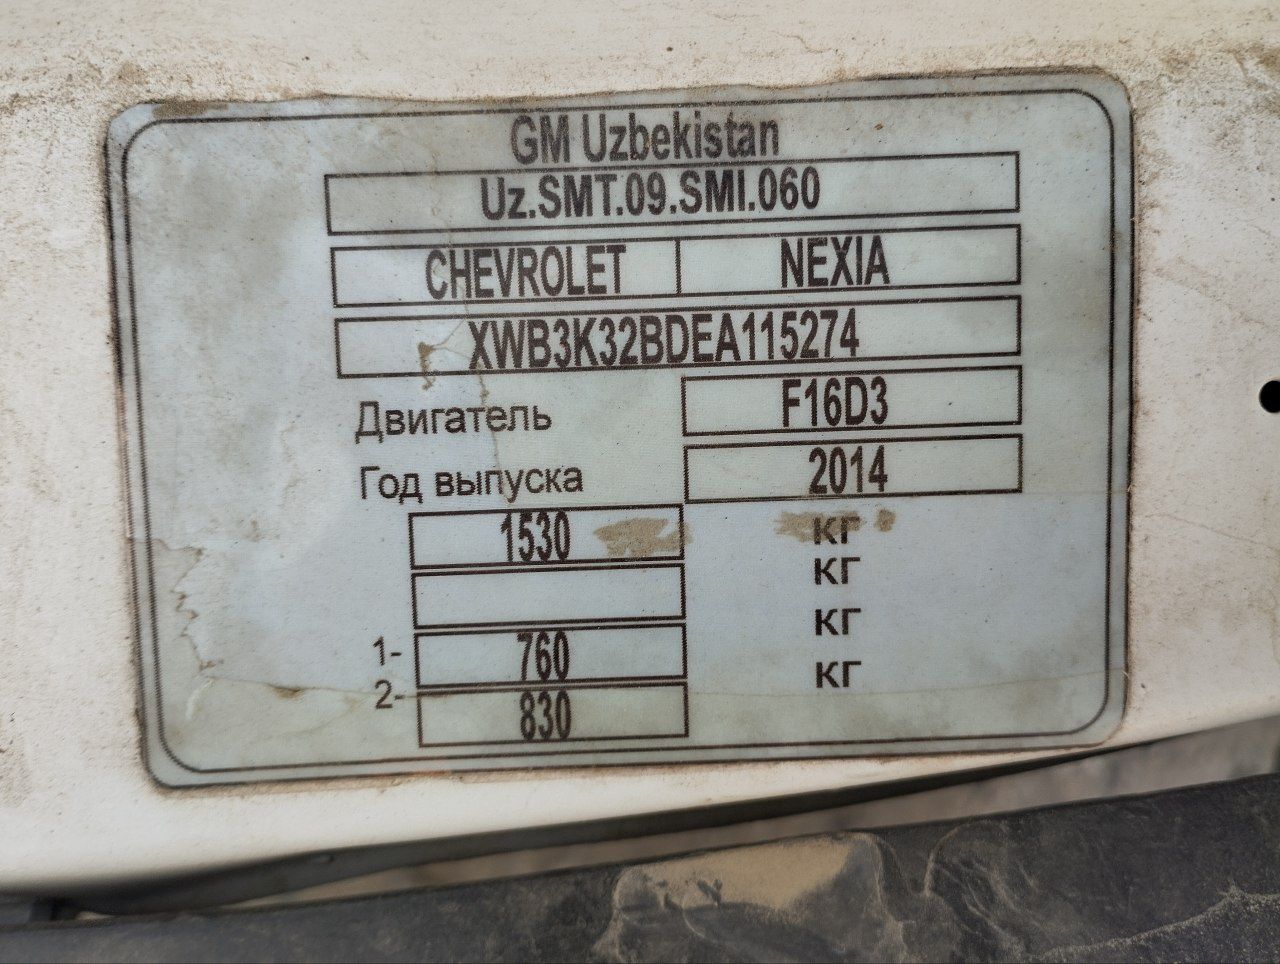 GM Uzbekistan
Uz.SMT.09.SMI.060
CHEVROLET NEXIA
XWB3K32BDEA115274
Двигатель F16D3
Год выпуска 2014
1530 кг
кг
1- 760 кг
2- 830 кг